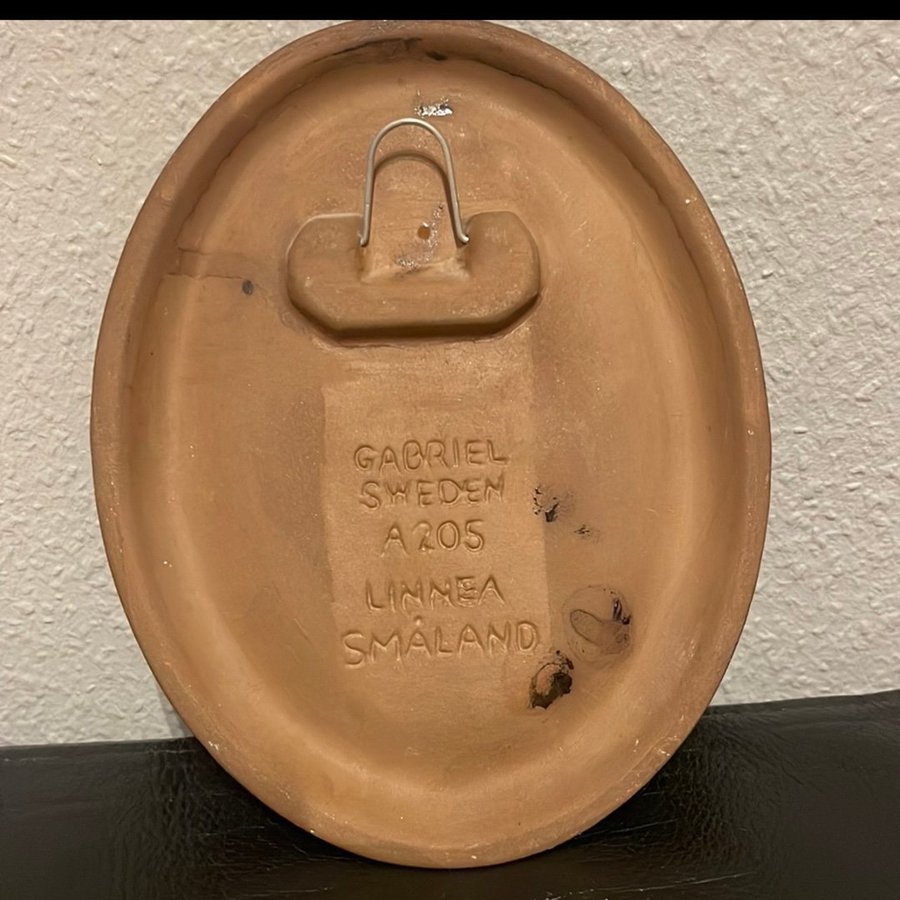 GABRIEL
SWEDEN
A205
LINNEA
SMÅLAND